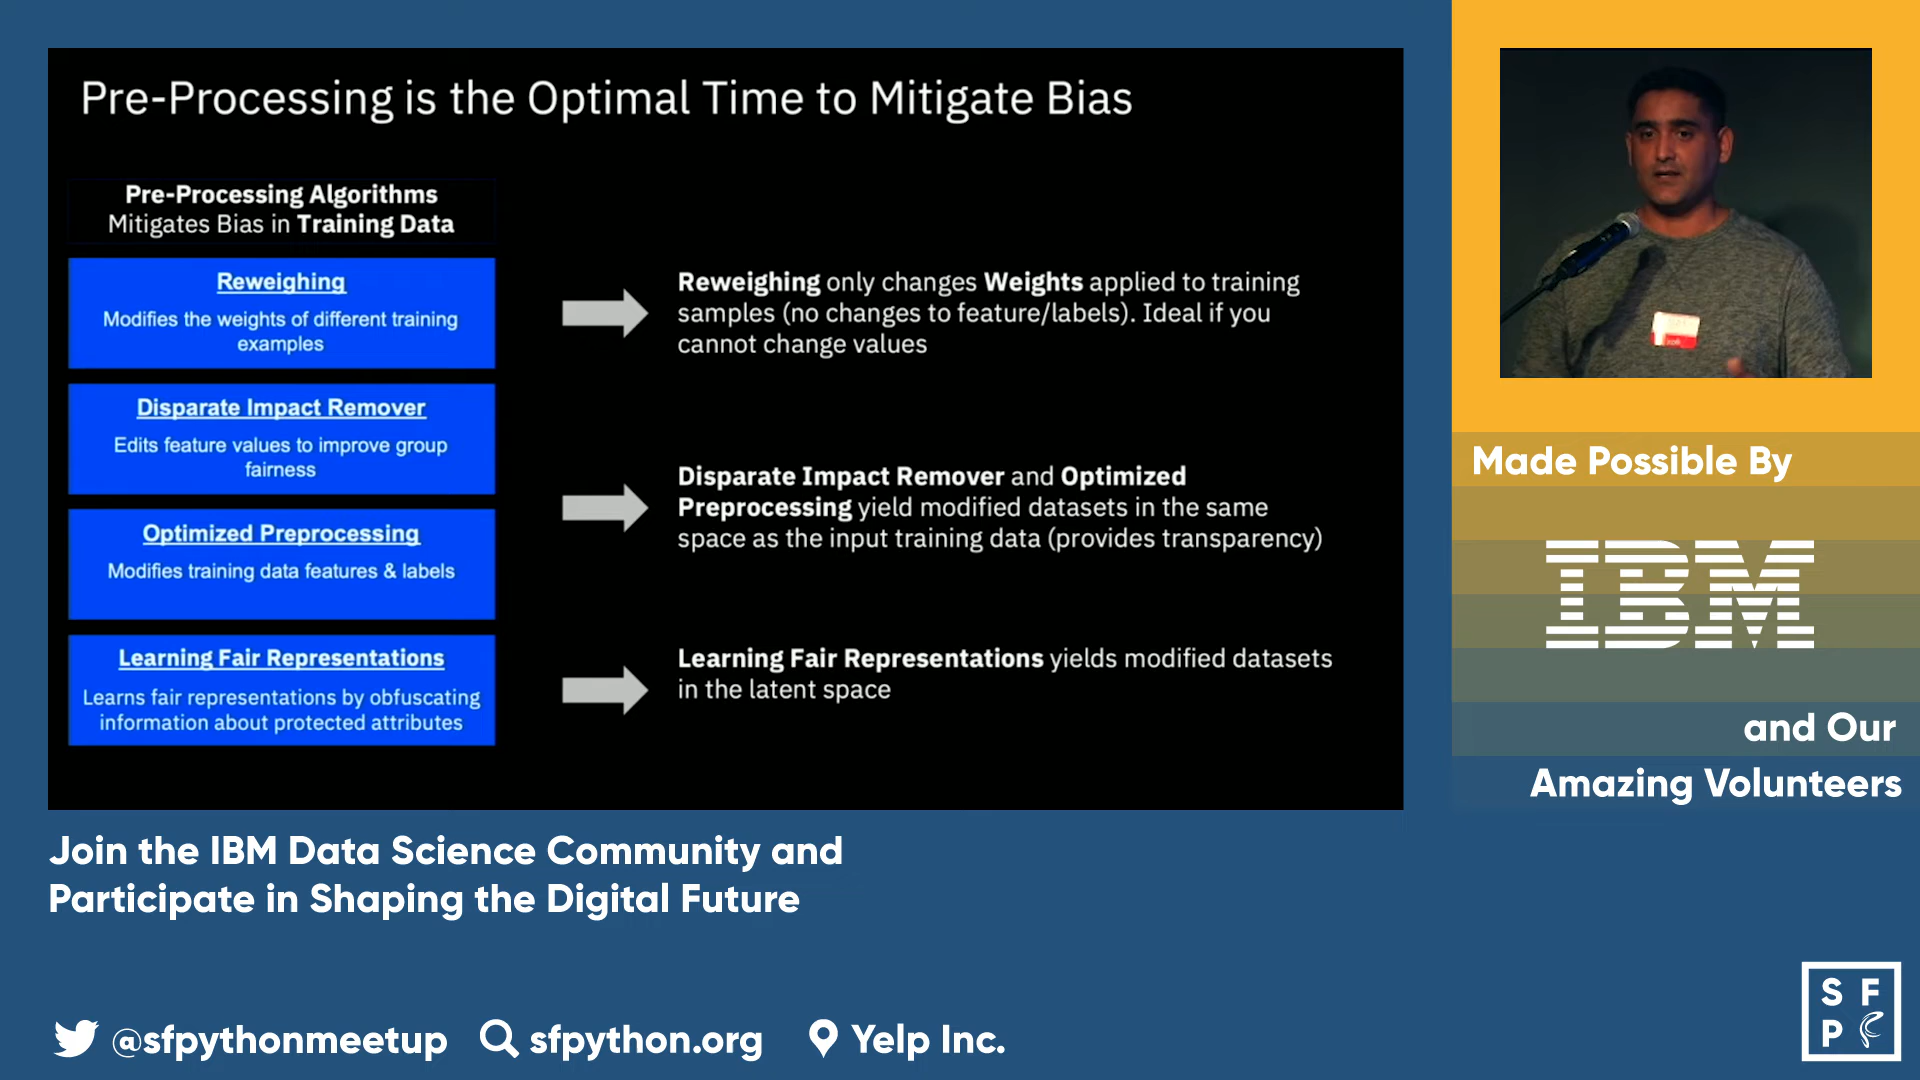 Pre-Processing is the Optimal Time to Mitigate Bias
Pre-Processing Algorithms
Mitigates Bias in Training Data
Reweighing
Modifies the weights of different training
examples
Disparate Impact Remover
Edits feature values to improve group
fairness
Optimized Preprocessing
Modifies training data features & labels
Learning Fair Representations
Learns fair representations by obfuscating
information about protected attributes
Reweighing only changes Weights applied to training
samples (no changes to feature/labels). Ideal if you
cannot change values
Disparate Impact Remover and Optimized
Preprocessing yield modified datasets in the same
space as the input training data (provides transparency)
Learning Fair Representations yields modified datasets
in the latent space
Made Possible By
IBM
and Our
Amazing Volunteers
Join the IBM Data Science Community and
Participate in Shaping the Digital Future
@sfpythonmeetup
sfpython.org
Yelp Inc.
S F
P